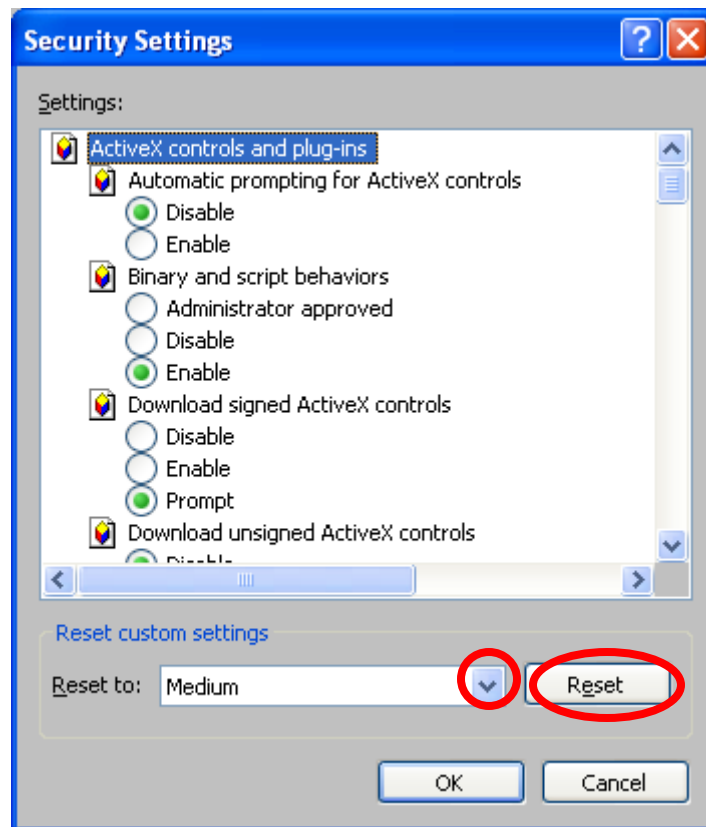 Security Settings
Settings:
ActiveX controls and plug-ins
Automatic prompting for ActiveX controls
Disable
Enable
Binary and script behaviors
Administrator approved
Disable
Enable
Download signed ActiveX controls
Disable
Enable
Prompt
Download unsigned ActiveX controls
Disable
Reset custom settings
Reset to: Medium Reset
OK Cancel